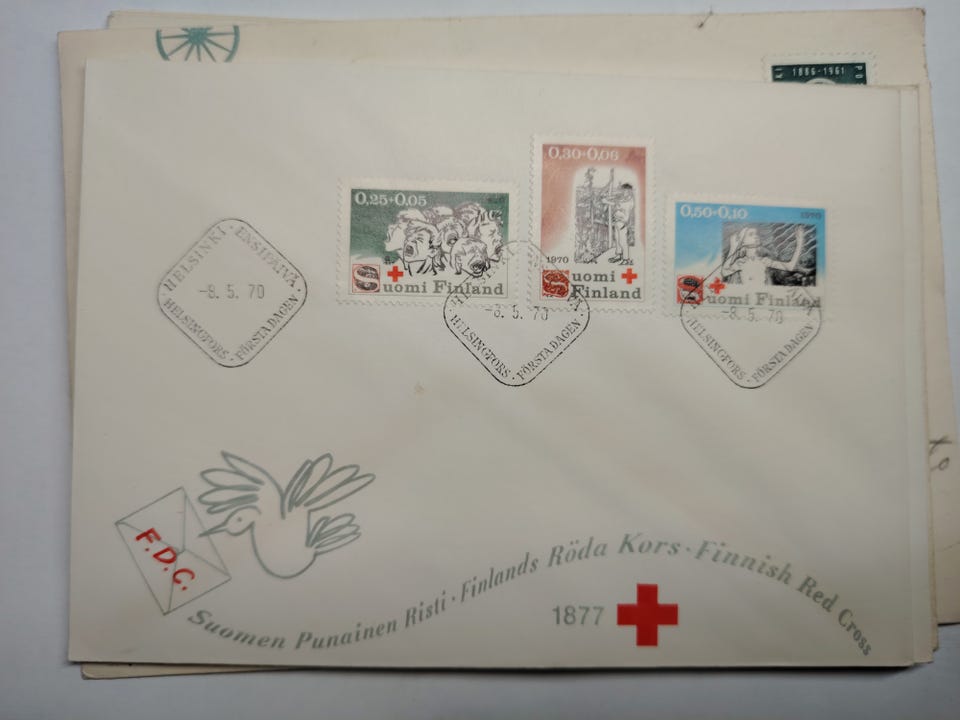 1886-1961
0,25+0,05
Suomi Finland
0,30+0,06
1970
Suomi
Finland
0,50+0,10 1970
Suomi Finland
HELSINKI · ENSIPÄIVÄ ·
-8. 5. 70
HELSINGFORS · FÖRSTA DAGEN
-8. 5. 70
HELSINGFORS · FÖRSTA DAGEN
-8. 5. 70
HELSINGFORS · FÖRSTA DAGEN
F.D.C.
Suomen Punainen Risti · Finlands Röda Kors · Finnish Red Cross
1877